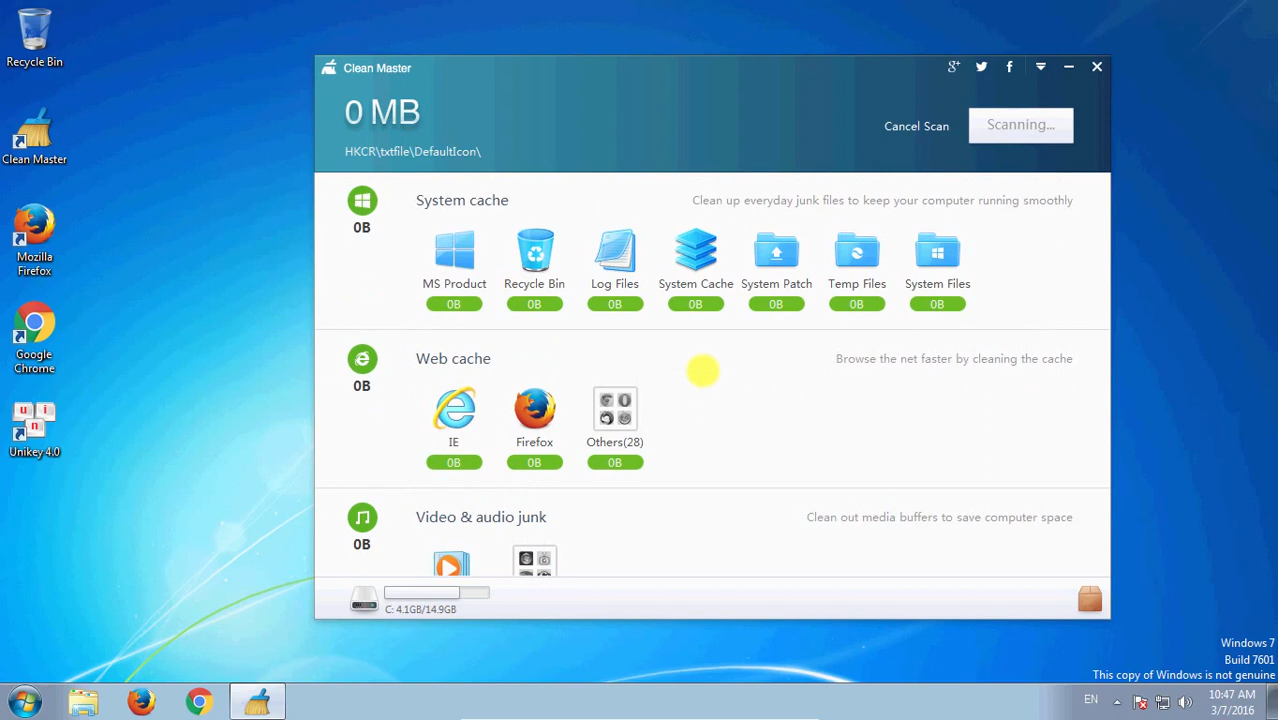 Recycle Bin
Clean Master
Mozilla
Firefox
Google
Chrome
u i
n
Unikey 4.0
Clean Master
g+
f
0 MB
HKCR\txtfile\DefaultIcon\
Cancel Scan
Scanning...
0B
System cache
Clean up everyday junk files to keep your computer running smoothly
MS Product
Recycle Bin
Log Files
System Cache
System Patch
Temp Files
System Files
0B
0B
0B
0B
0B
0B
0B
0B
Web cache
Browse the net faster by cleaning the cache
IE
Firefox
Others(28)
0B
0B
0B
0B
Video & audio junk
Clean out media buffers to save computer space
C: 4.1GB/14.9GB
Windows 7
Build 7601
This copy of Windows is not genuine
EN
10:47 AM
3/7/2016